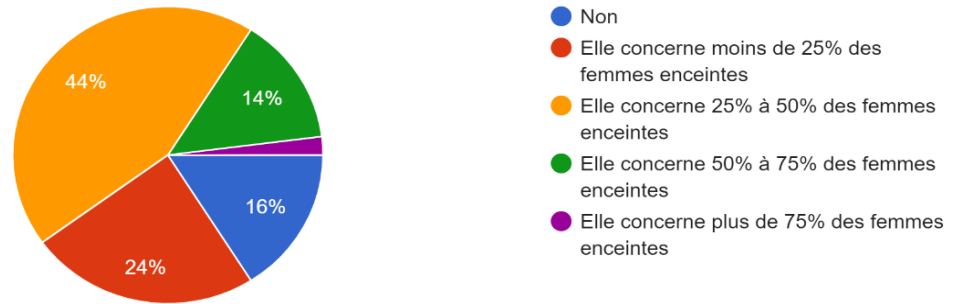 44%
14%
16%
24%
Non
Elle concerne moins de 25% des
femmes enceintes
Elle concerne 25% à 50% des femmes
enceintes
Elle concerne 50% à 75% des femmes
enceintes
Elle concerne plus de 75% des femmes
enceintes